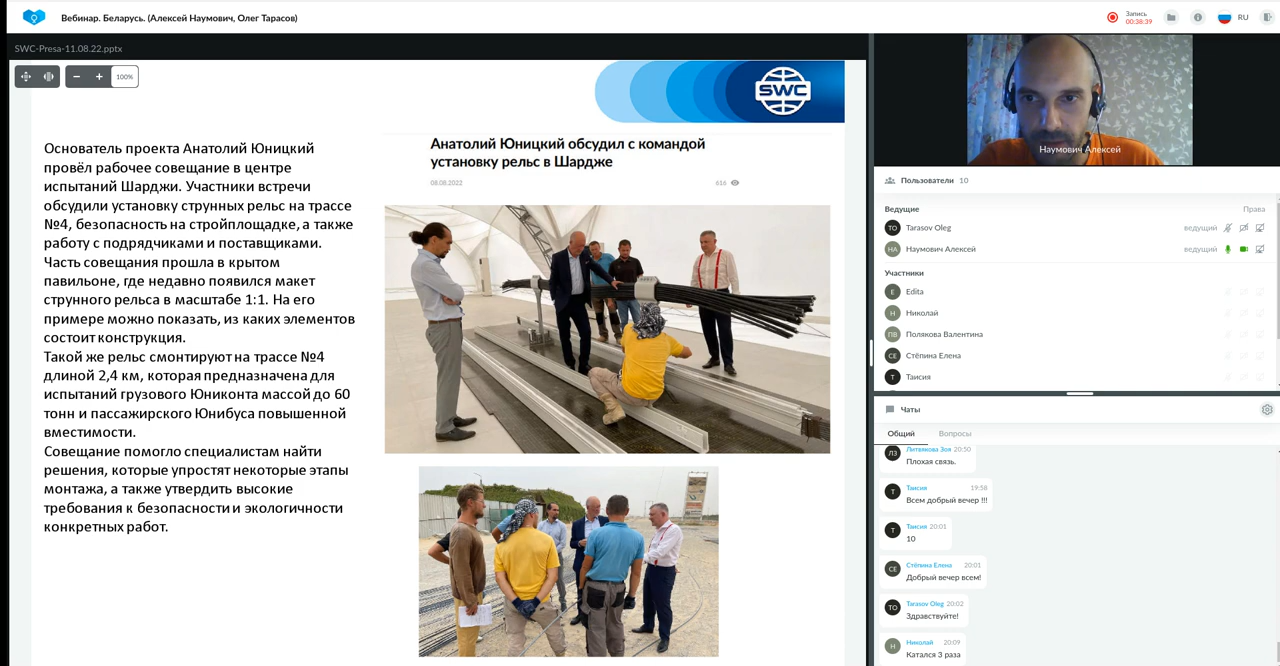 Вебинар. Беларусь. (Алексей Наумович, Олег Тарасов)
Запись
00:38:39
RU
SWC-Presa-11.08.22.pptx
100%
SWC
Основатель проекта Анатолий Юницкий
провёл рабочее совещание в центре
испытаний Шарджи. Участники встречи
обсудили установку струнных рельс на трассе
№4, безопасность на стройплощадке, а также
работу с подрядчиками и поставщиками.
Часть совещания прошла в крытом
павильоне, где недавно появился макет
струнного рельса в масштабе 1:1. На его
примере можно показать, из каких элементов
состоит конструкция.
Такой же рельс смонтируют на трассе №4
длиной 2,4 км, которая предназначена для
испытаний грузового Юниконта массой до 60
тонн и пассажирского Юнибуса повышенной
вместимости.
Совещание помогло специалистам найти
решения, которые упростят некоторые этапы
монтажа, а также утвердить высокие
требования к безопасности и экологичности
конкретных работ.
Анатолий Юницкий обсудил с командой
установку рельс в Шардже
08.08.2022
616
Наумович Алексей
Пользователи 10
Ведущие Права
TO Tarasov Oleg ведущий
НА Наумович Алексей ведущий
Участники
E Edita
Н Николай
ПВ Полякова Валентина
СЕ Стёпина Елена
Т Таисия
Чаты
Общий Вопросы
ЛЗ Литвякова Зоя 20:50
Плохая связь.
Т Таисия 19:58
Всем добрый вечер !!!
Т Таисия 20:01
10
СЕ Стёпина Елена 20:01
Добрый вечер всем!
TO Tarasov Oleg 20:02
Здравствуйте!
Н Николай 20:09
Катался 3 раза